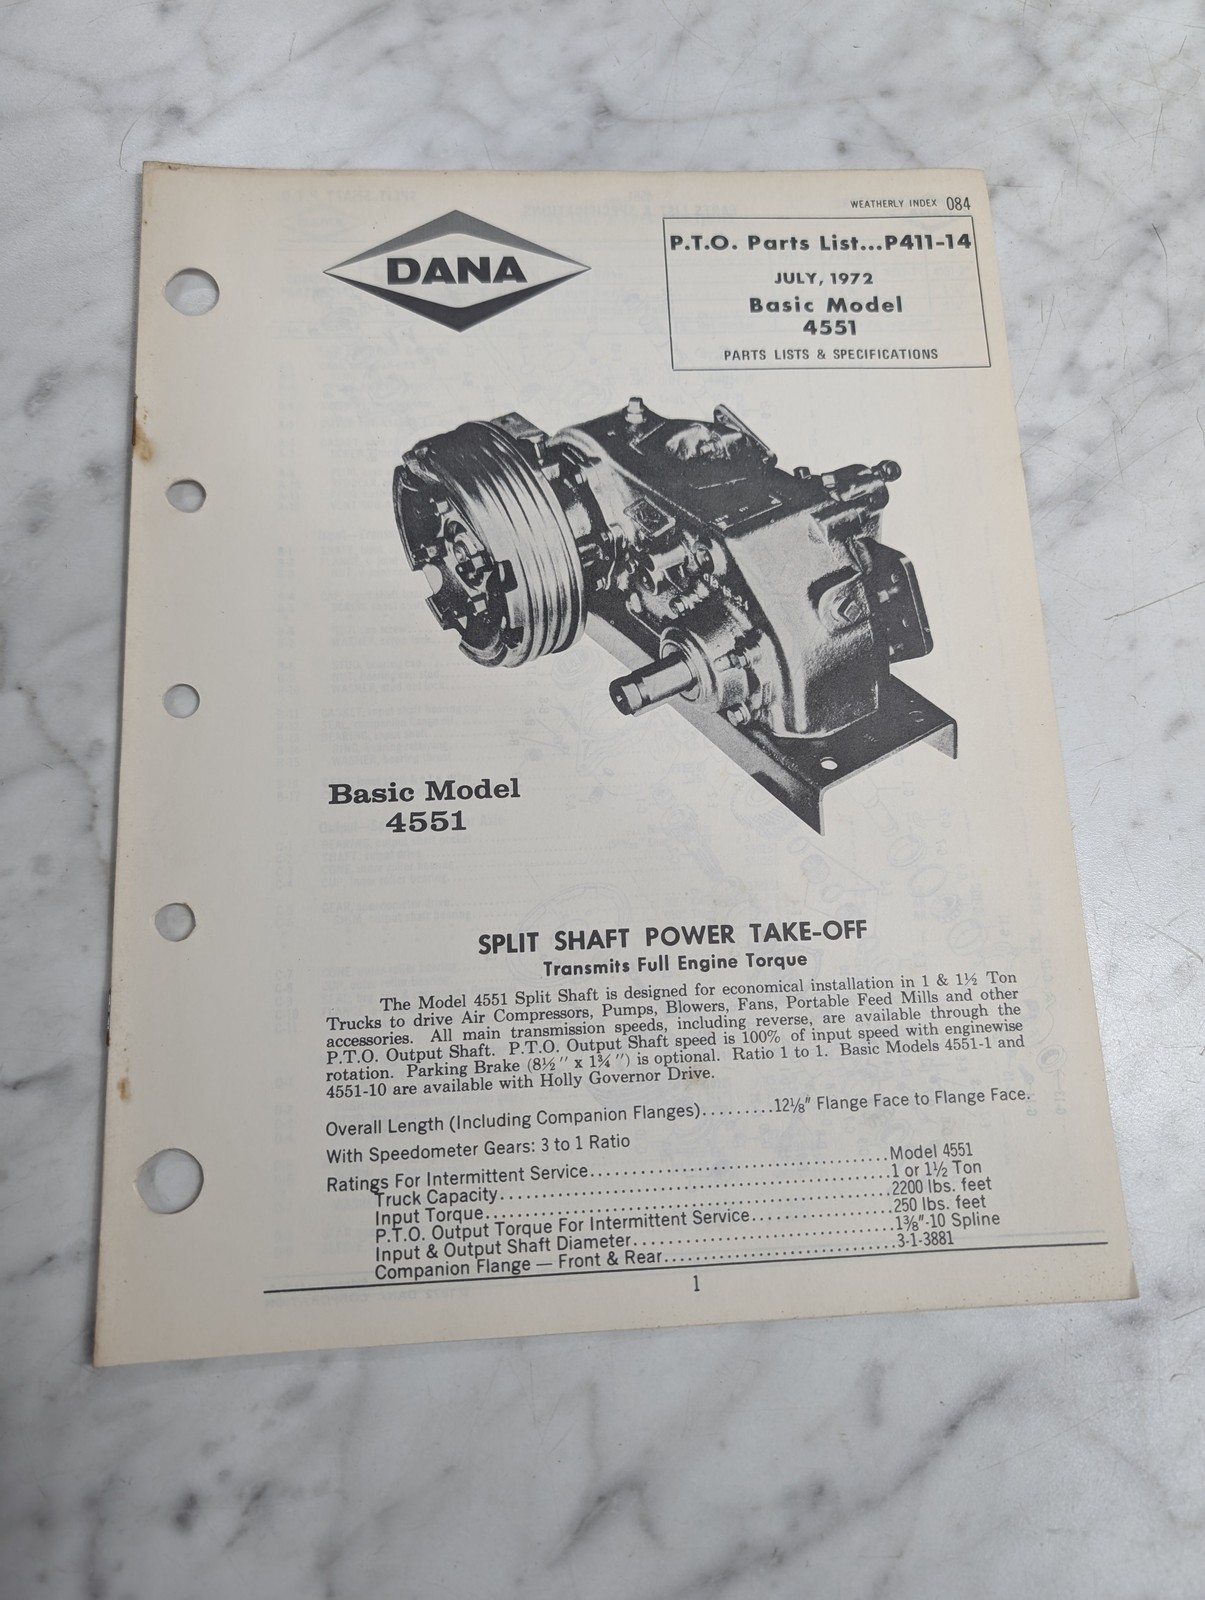 WEATHERLY INDEX 084
DANA
P.T.O. Parts List...P411-14
JULY, 1972
Basic Model
4551
PARTS LISTS & SPECIFICATIONS
Basic Model
4551
SPLIT SHAFT POWER TAKE-OFF
Transmits Full Engine Torque
The Model 4551 Split Shaft is designed for economical installation in 1 & 1½ Ton
Trucks to drive Air Compressors, Pumps, Blowers, Fans, Portable Feed Mills and other
accessories. All main transmission speeds, including reverse, are available through the
P.T.O. Output Shaft. P.T.O. Output Shaft speed is 100% of input speed with enginewise
rotation. Parking Brake (8½" x 1¾") is optional. Ratio 1 to 1. Basic Models 4551-1 and
4551-10 are available with Holly Governor Drive.
Overall Length (Including Companion Flanges).........12⅛" Flange Face to Flange Face.
With Speedometer Gears: 3 to 1 Ratio
Ratings For Intermittent Service....................................Model 4551
Truck Capacity...............................................1 or 1½ Ton
Input Torque.................................................2200 lbs. feet
P.T.O. Output Torque For Intermittent Service.................250 lbs. feet
Input & Output Shaft Diameter................................1⅜"-10 Spline
Companion Flange — Front & Rear............................3-1-3881
1